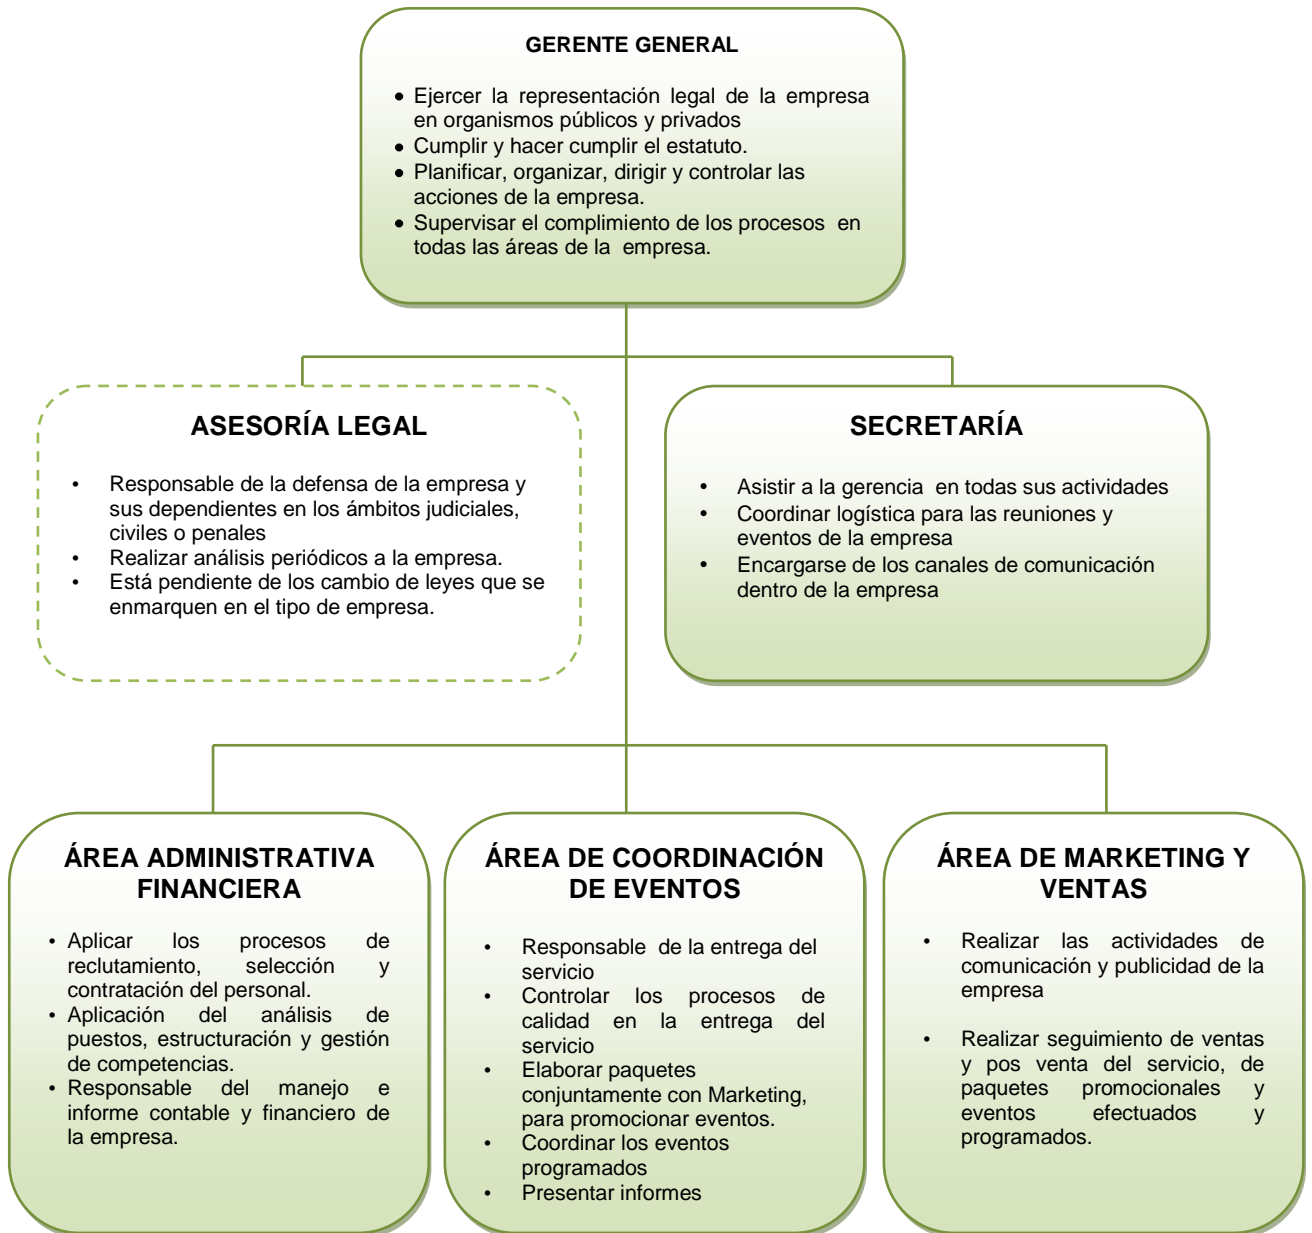 GERENTE GENERAL
• Ejercer la representación legal de la empresa
en organismos públicos y privados
• Cumplir y hacer cumplir el estatuto.
• Planificar, organizar, dirigir y controlar las
acciones de la empresa.
• Supervisar el complimiento de los procesos en
todas las áreas de la empresa.
ASESORÍA LEGAL
• Responsable de la defensa de la empresa y
sus dependientes en los ámbitos judiciales,
civiles o penales
• Realizar análisis periódicos a la empresa.
• Está pendiente de los cambio de leyes que se
enmarquen en el tipo de empresa.
SECRETARÍA
• Asistir a la gerencia en todas sus actividades
• Coordinar logística para las reuniones y
eventos de la empresa
• Encargarse de los canales de comunicación
dentro de la empresa
ÁREA ADMINISTRATIVA
FINANCIERA
• Aplicar los procesos de
reclutamiento, selección y
contratación del personal.
• Aplicación del análisis de
puestos, estructuración y gestión
de competencias.
• Responsable del manejo e
informe contable y financiero de
la empresa.
ÁREA DE COORDINACIÓN
DE EVENTOS
• Responsable de la entrega del
servicio
• Controlar los procesos de
calidad en la entrega del
servicio
• Elaborar paquetes
conjuntamente con Marketing,
para promocionar eventos.
• Coordinar los eventos
programados
• Presentar informes
ÁREA DE MARKETING Y
VENTAS
• Realizar las actividades de
comunicación y publicidad de la
empresa
• Realizar seguimiento de ventas
y pos venta del servicio, de
paquetes promocionales y
eventos efectuados y
programados.